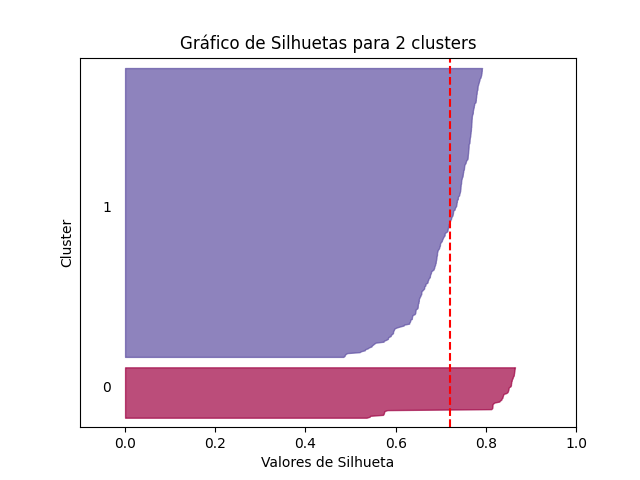 Gráfico de Silhuetas para 2 clusters
Cluster
1
0
0.0 0.2 0.4 0.6 0.8 1.0
Valores de Silhueta